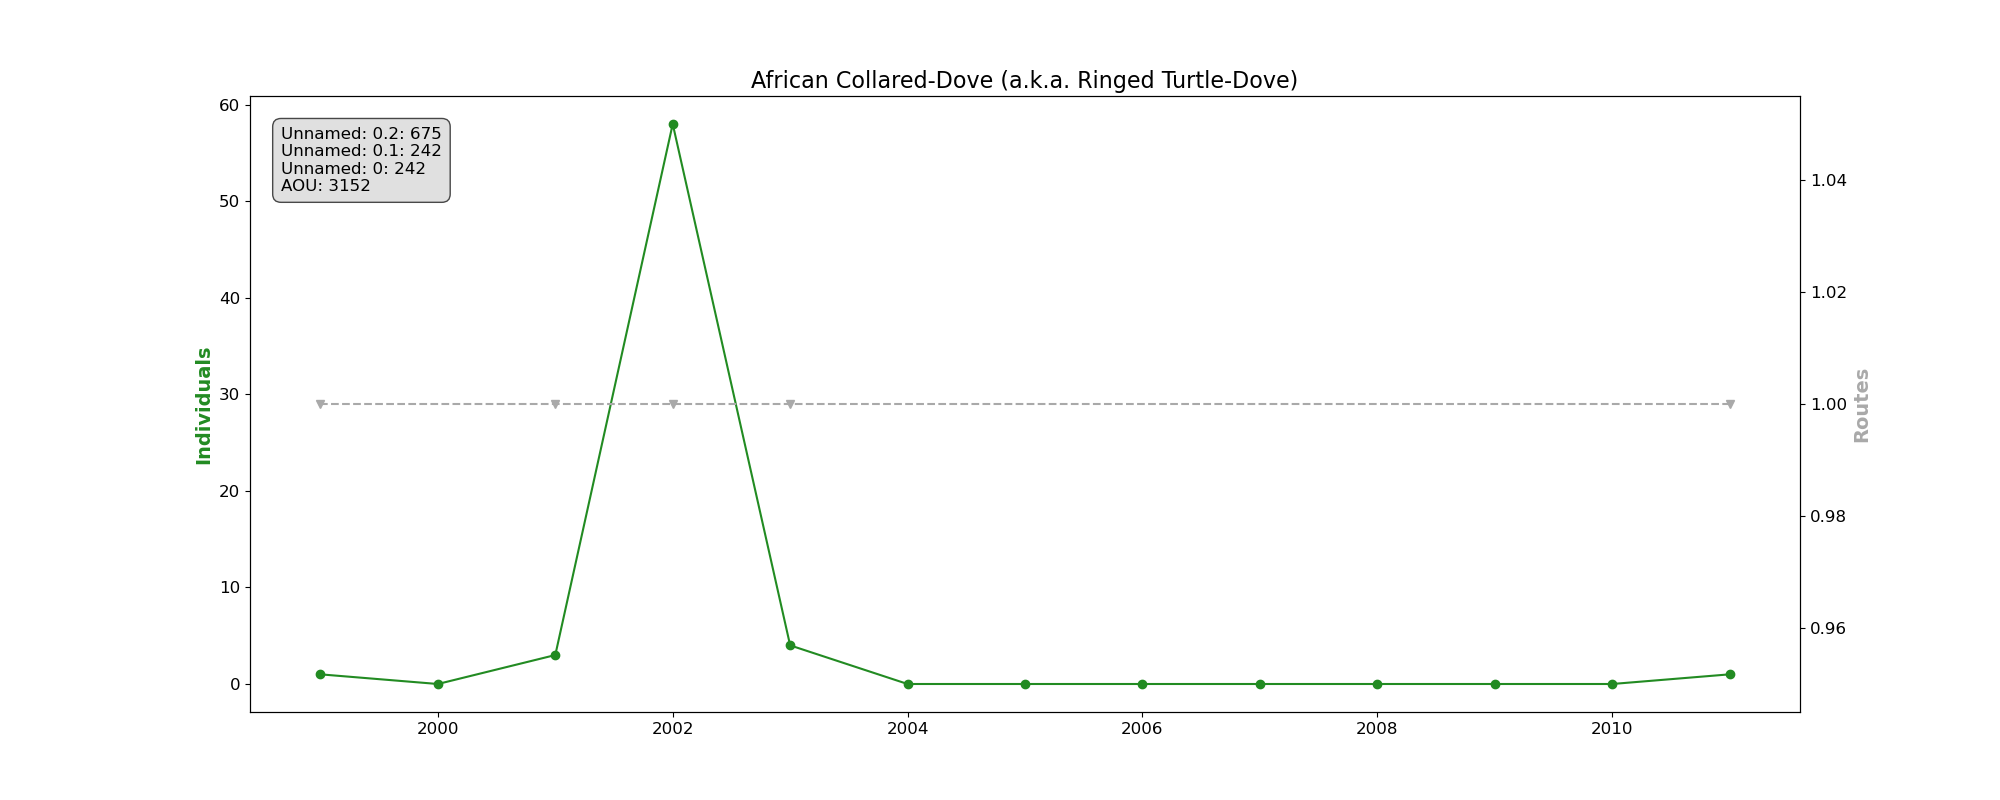 African Collared-Dove (a.k.a. Ringed Turtle-Dove)
Unnamed: 0.2: 675
Unnamed: 0.1: 242
Unnamed: 0: 242
AOU: 3152
Individuals
60
50
40
30
20
10
0
2000
2002
2004
2006
2008
2010
1.04
1.02
1.00
0.98
0.96
Routes